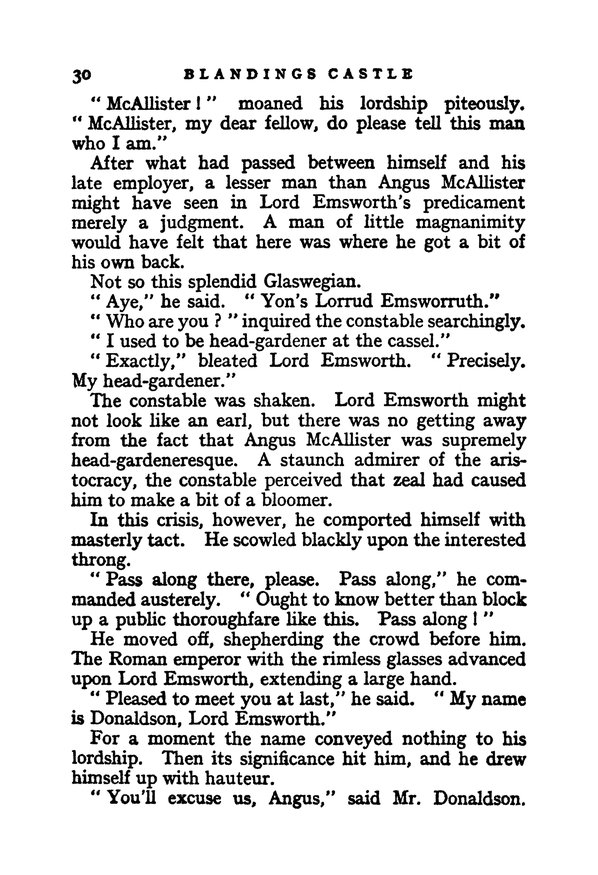 30 BLANDINGS CASTLE
“ McAllister ! ” moaned his lordship piteously.
“ McAllister, my dear fellow, do please tell this man
who I am.”
After what had passed between himself and his
late employer, a lesser man than Angus McAllister
might have seen in Lord Emsworth's predicament
merely a judgment. A man of little magnanimity
would have felt that here was where he got a bit of
his own back.
Not so this splendid Glaswegian.
“ Aye,” he said. “ Yon's Lorrud Emsworruth.”
“ Who are you ? ” inquired the constable searchingly.
“ I used to be head-gardener at the cassel.”
“ Exactly,” bleated Lord Emsworth. “ Precisely.
My head-gardener.”
The constable was shaken. Lord Emsworth might
not look like an earl, but there was no getting away
from the fact that Angus McAllister was supremely
head-gardeneresque. A staunch admirer of the aris-
tocracy, the constable perceived that zeal had caused
him to make a bit of a bloomer.
In this crisis, however, he comported himself with
masterly tact. He scowled blackly upon the interested
throng.
“ Pass along there, please. Pass along,” he com-
manded austerely. “ Ought to know better than block
up a public thoroughfare like this. Pass along ! ”
He moved off, shepherding the crowd before him.
The Roman emperor with the rimless glasses advanced
upon Lord Emsworth, extending a large hand.
“ Pleased to meet you at last,” he said. “ My name
is Donaldson, Lord Emsworth.”
For a moment the name conveyed nothing to his
lordship. Then its significance hit him, and he drew
himself up with hauteur.
“ You'll excuse us, Angus,” said Mr. Donaldson.